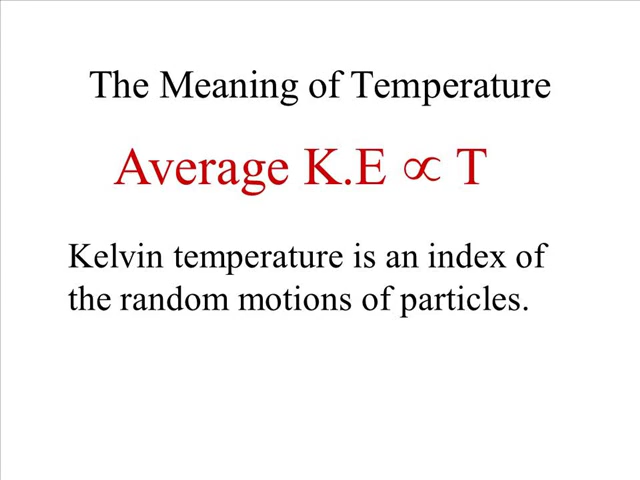 The Meaning of Temperature
Average K.E ∝ T
Kelvin temperature is an index of
the random motions of particles.